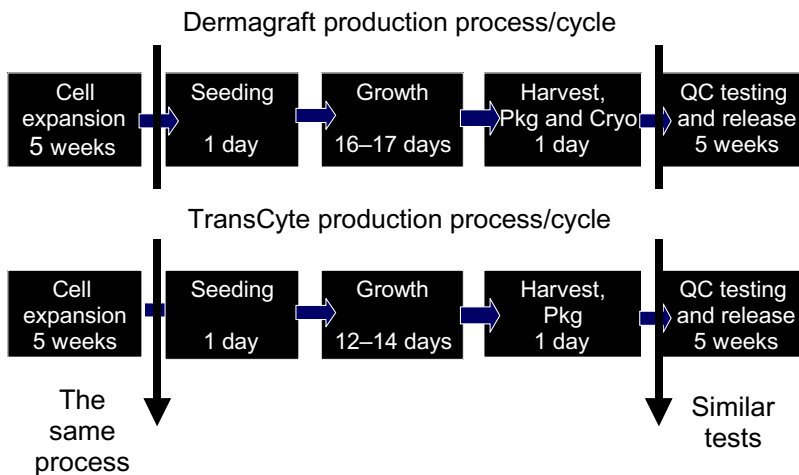 Dermagraft production process/cycle
Cell
expansion
5 weeks
Seeding
1 day
Growth
16–17 days
Harvest,
Pkg and Cryo
1 day
QC testing
and release
5 weeks
TransCyte production process/cycle
Cell
expansion
5 weeks
Seeding
1 day
Growth
12–14 days
Harvest,
Pkg
1 day
QC testing
and release
5 weeks
The
same
process
Similar
tests